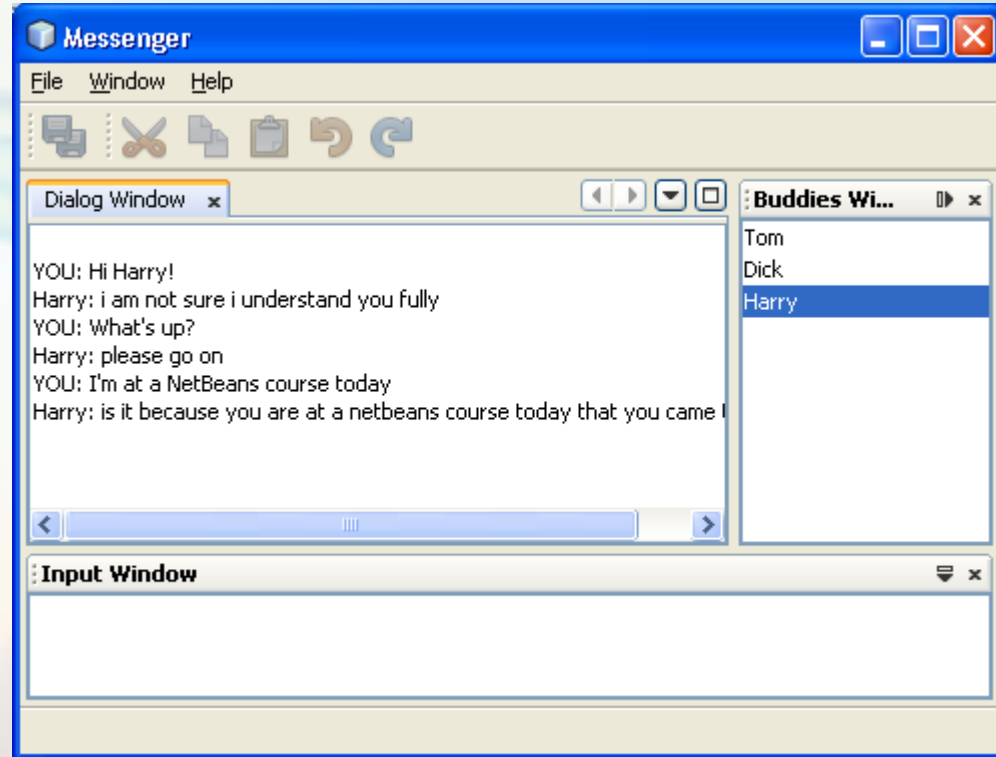 Messenger
File Window Help
Dialog Window
Buddies Wi...
YOU: Hi Harry!
Harry: i am not sure i understand you fully
YOU: What's up?
Harry: please go on
YOU: I'm at a NetBeans course today
Harry: is it because you are at a netbeans course today that you came
Tom
Dick
Harry
Input Window